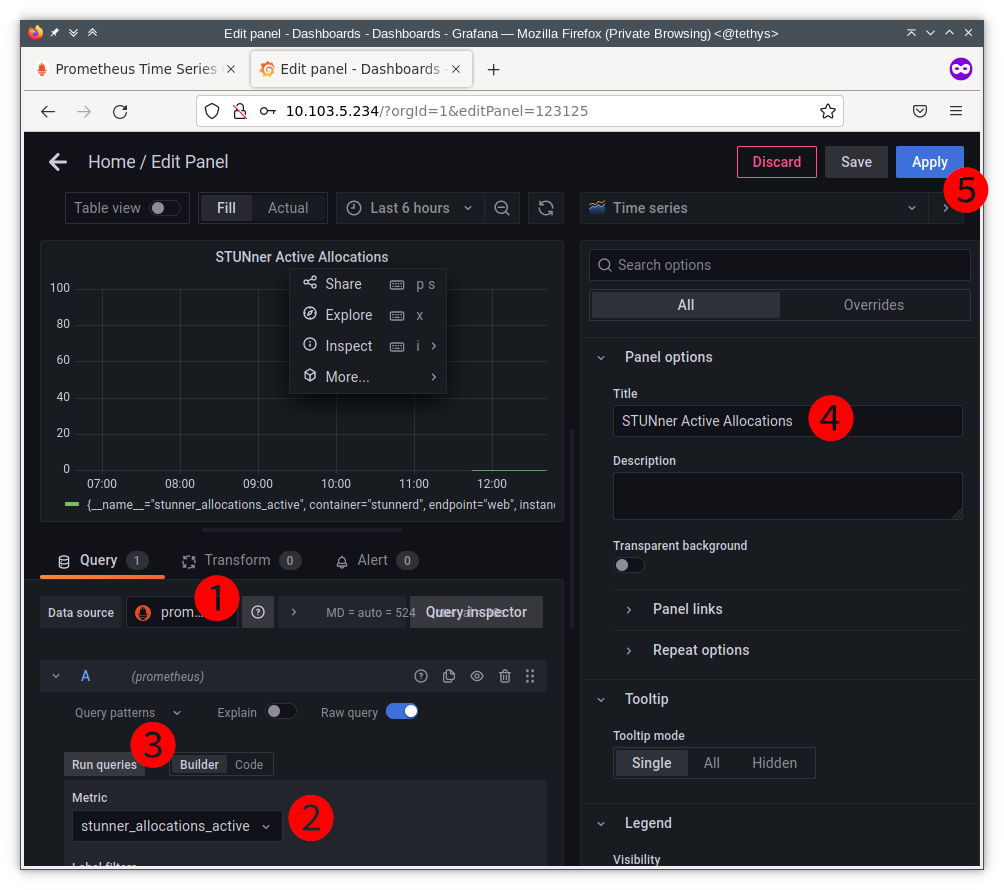 Edit panel - Dashboards - Dashboards - Grafana — Mozilla Firefox (Private Browsing) <@tethys>
Prometheus Time Series
Edit panel - Dashboards -
10.103.5.234/?orgId=1&editPanel=123125
Home / Edit Panel
Discard
Save
Apply
5
Table view
Fill
Actual
Last 6 hours
Time series
STUNner Active Allocations
100
80
60
40
20
0
07:00
08:00
09:00
10:00
11:00
12:00
Share
p s
Explore
x
Inspect
i
More...
{__name__="stunner_allocations_active", container="stunnerd", endpoint="web", instanc
Search options
All
Overrides
Panel options
Title
STUNner Active Allocations
4
Description
Transparent background
Panel links
Repeat options
Tooltip
Tooltip mode
Single
All
Hidden
Legend
Visibility
Query
1
Transform
0
Alert
0
1
Data source
prom...
MD = auto = 524
Query inspector
A
(prometheus)
Query patterns
Explain
Raw query
3
Run queries
Builder
Code
Metric
stunner_allocations_active
2
Label filters